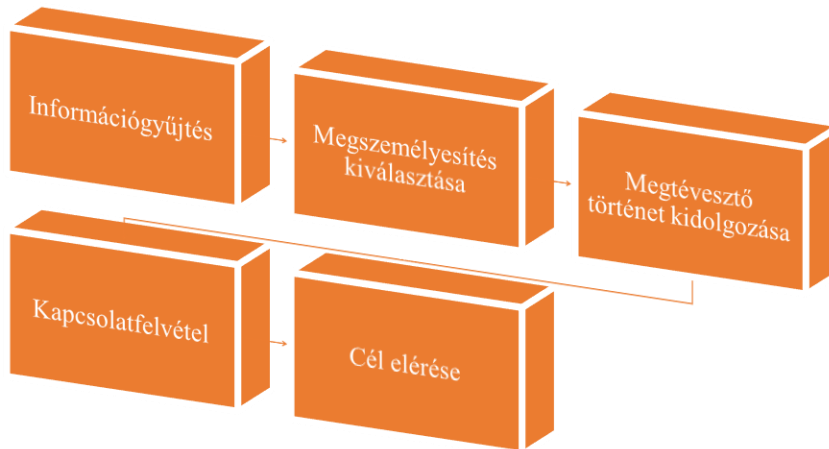 Információgyűjtés
Megszemélyesítés
kiválasztása
Megtévesztő
történet kidolgozása
Kapcsolatfelvétel
Cél elérése